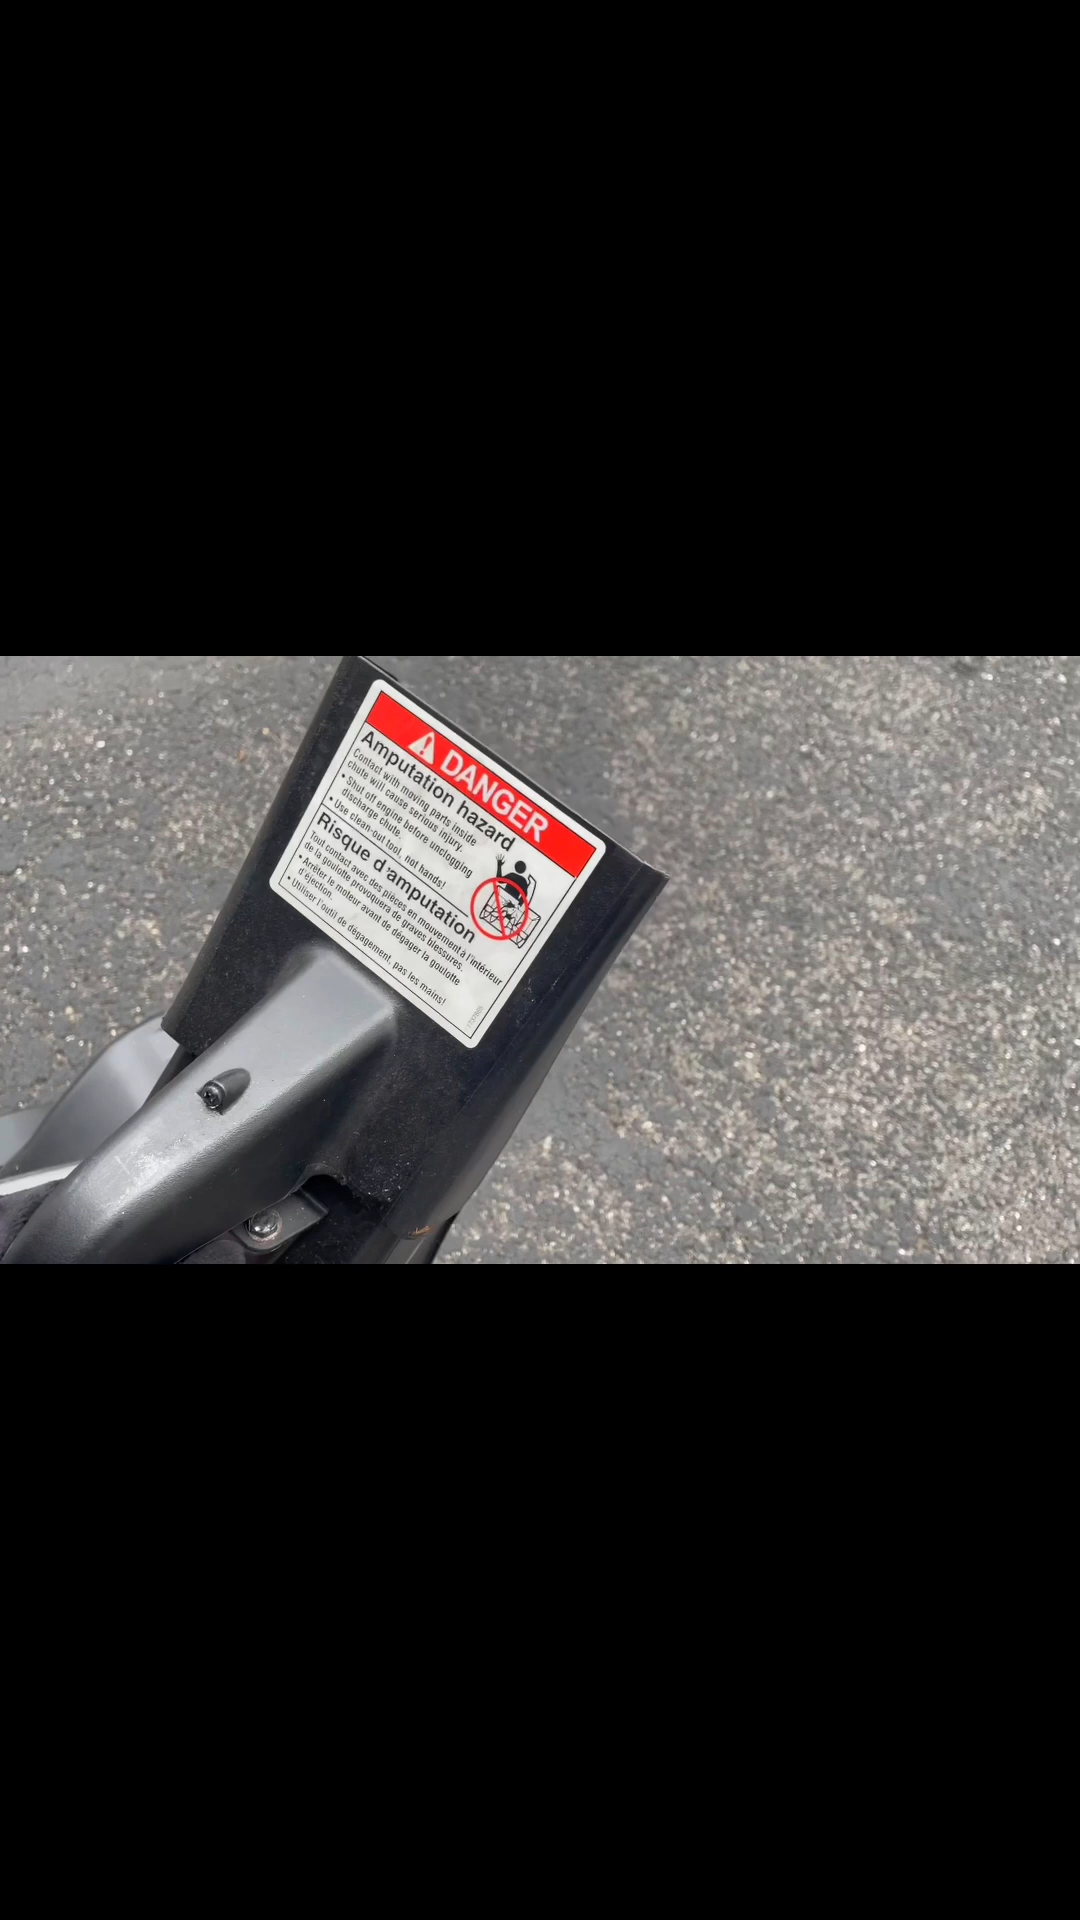 DANGER
Amputation hazard
Contact with moving parts inside
chute will cause serious injury.
• Shut off engine before unclogging
discharge chute.
• Use clean-out tool, not hands!
Risque d'amputation
Tout contact avec des pièces en mouvement à l'intérieur
de la goulotte provoquera de graves blessures.
• Arrêter le moteur avant de dégager la goulotte
d'éjection.
• Utiliser l'outil de dégagement, pas les mains!